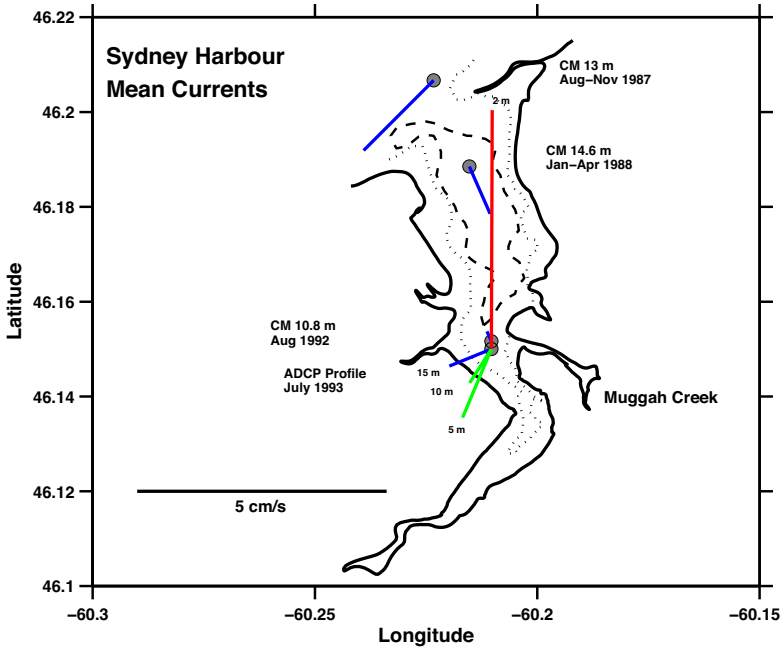 46.22
Sydney Harbour
Mean Currents
CM 13 m
Aug–Nov 1987
46.2
2 m
CM 14.6 m
Jan–Apr 1988
46.18
Latitude
46.16
CM 10.8 m
Aug 1992
ADCP Profile
July 1993
15 m
10 m
5 m
46.14
Muggah Creek
46.12
5 cm/s
46.1
−60.3
−60.25
−60.2
−60.15
Longitude